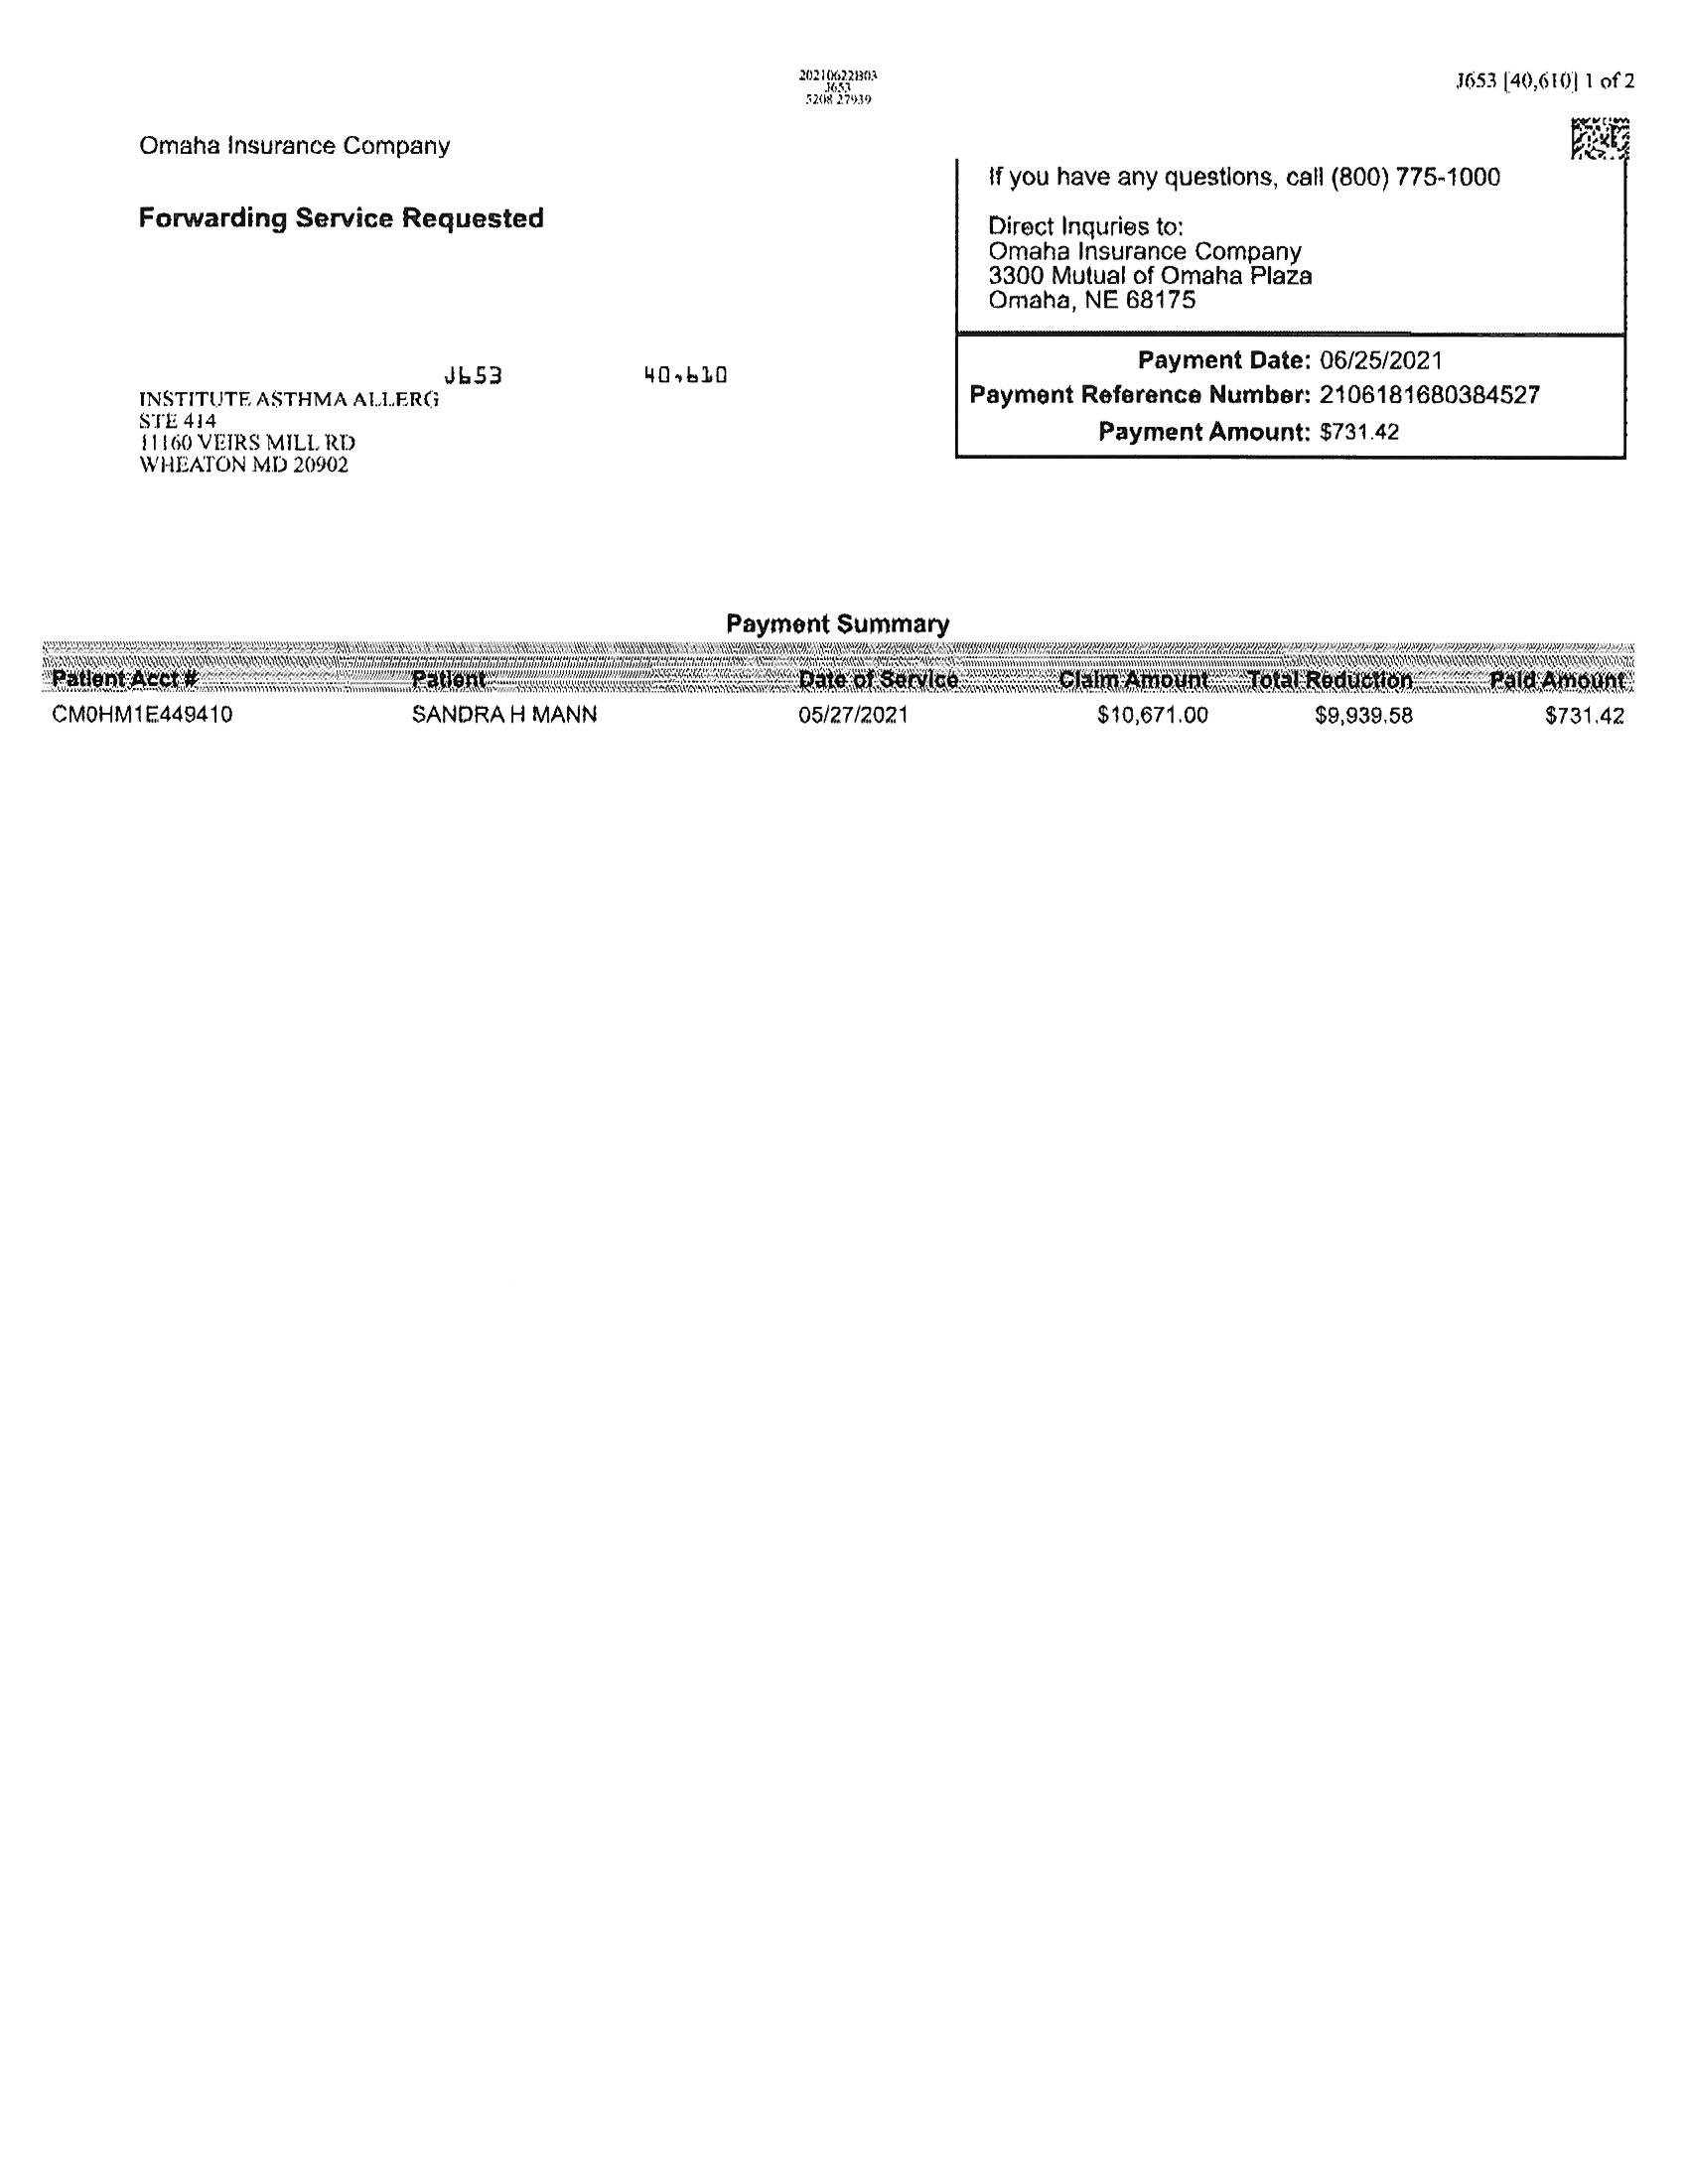 20210622B03
J653
5208 27939
J653 [40,610] 1 of 2
Omaha Insurance Company
Forwarding Service Requested
If you have any questions, call (800) 775-1000
Direct Inquries to:
Omaha Insurance Company
3300 Mutual of Omaha Plaza
Omaha, NE 68175
Payment Date: 06/25/2021
Payment Reference Number: 2106181680384527
Payment Amount: $731.42
J653 40,610
INSTITUTE ASTHMA ALLERG
STE 414
11160 VEIRS MILL RD
WHEATON MD 20902
Payment Summary
Patient Acct # Patient Date of Service Claim Amount Total Reduction Paid Amount
CM0HM1E449410 SANDRA H MANN 05/27/2021 $10,671.00 $9,939.58 $731.42